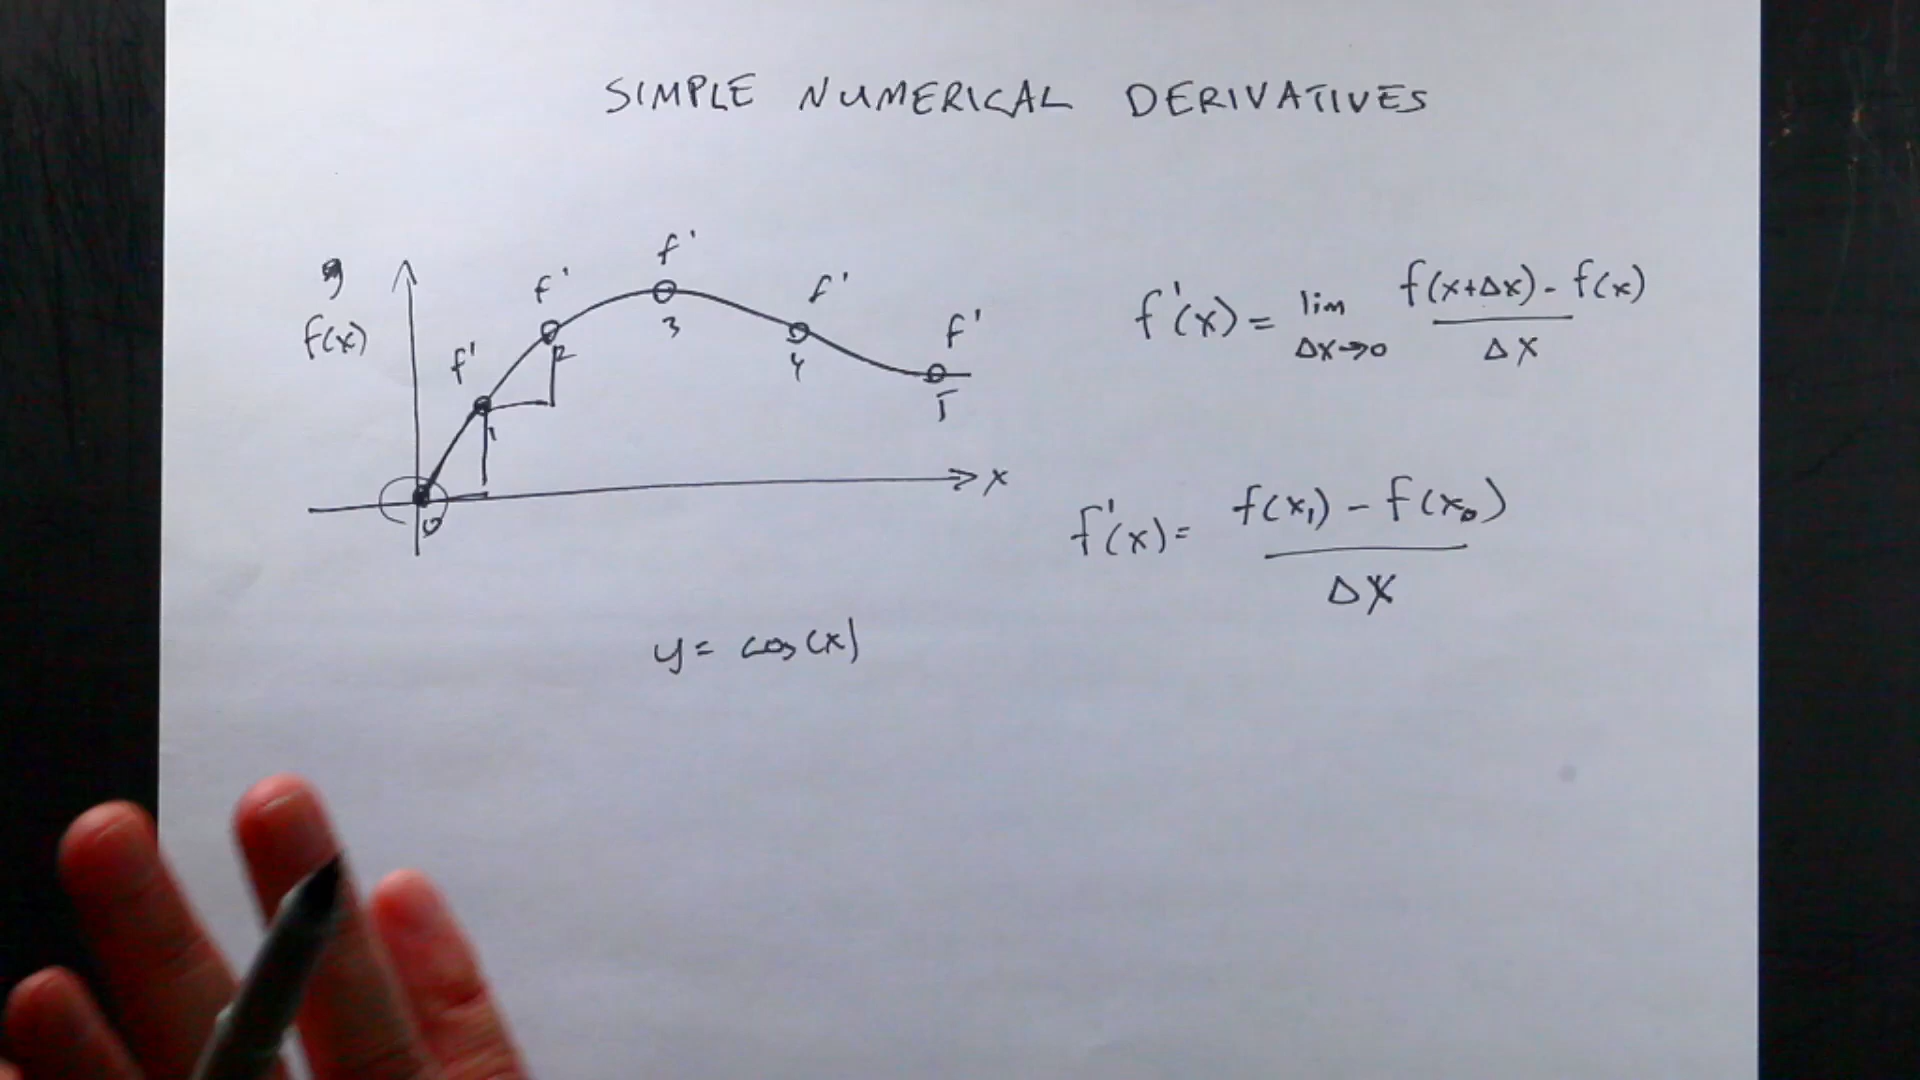 SIMPLE NUMERICAL DERIVATIVES
y
f(x)
f'
f'
f'
f'
f'
0
1
2
3
4
5
x
f'(x) = lim Δx→0 f(x+Δx) - f(x) / Δx
f'(x) = f(x₁) - f(x₀) / Δx
y = cos(x)